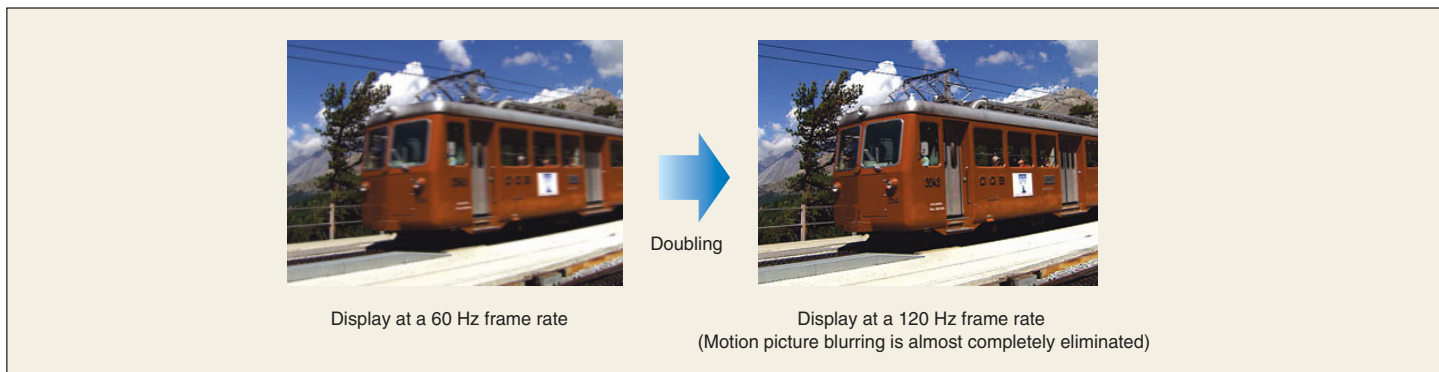 Doubling
Display at a 60 Hz frame rate
Display at a 120 Hz frame rate
(Motion picture blurring is almost completely eliminated)
3043
G G B